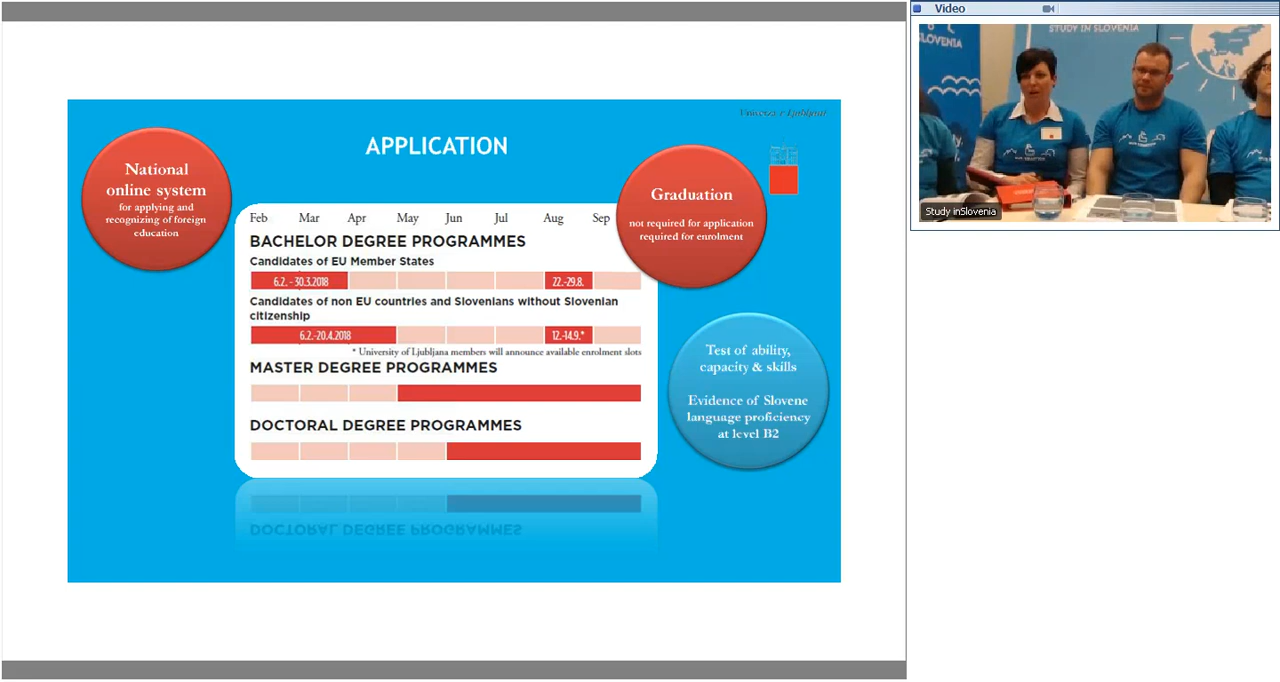 Univerza v Ljubljani
APPLICATION
National
online system
for applying and
recognizing of foreign
education
Graduation
not required for application
required for enrolment
Feb Mar Apr May Jun Jul Aug Sep
BACHELOR DEGREE PROGRAMMES
Candidates of EU Member States
6.2. - 30.3.2018 22.-29.8.
Candidates of non EU countries and Slovenians without Slovenian
citizenship
6.2.-20.4.2018 12.-14.9.*
* University of Ljubljana members will announce available enrolment slots
MASTER DEGREE PROGRAMMES
DOCTORAL DEGREE PROGRAMMES
Test of ability,
capacity & skills
Evidence of Slovene
language proficiency
at level B2
DOCTORAL DEGREE PROGRAMMES
Video
SLOVENIA
STUDY IN SLOVENIA
Study inSlovenia